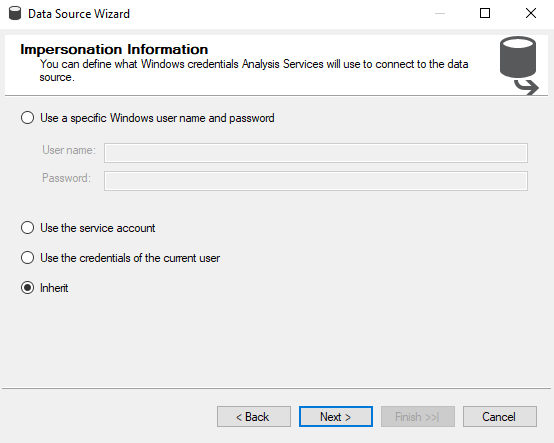 Data Source Wizard
Impersonation Information
You can define what Windows credentials Analysis Services will use to connect to the data
source.
Use a specific Windows user name and password
User name:
Password:
Use the service account
Use the credentials of the current user
Inherit
< Back
Next >
Finish >>|
Cancel